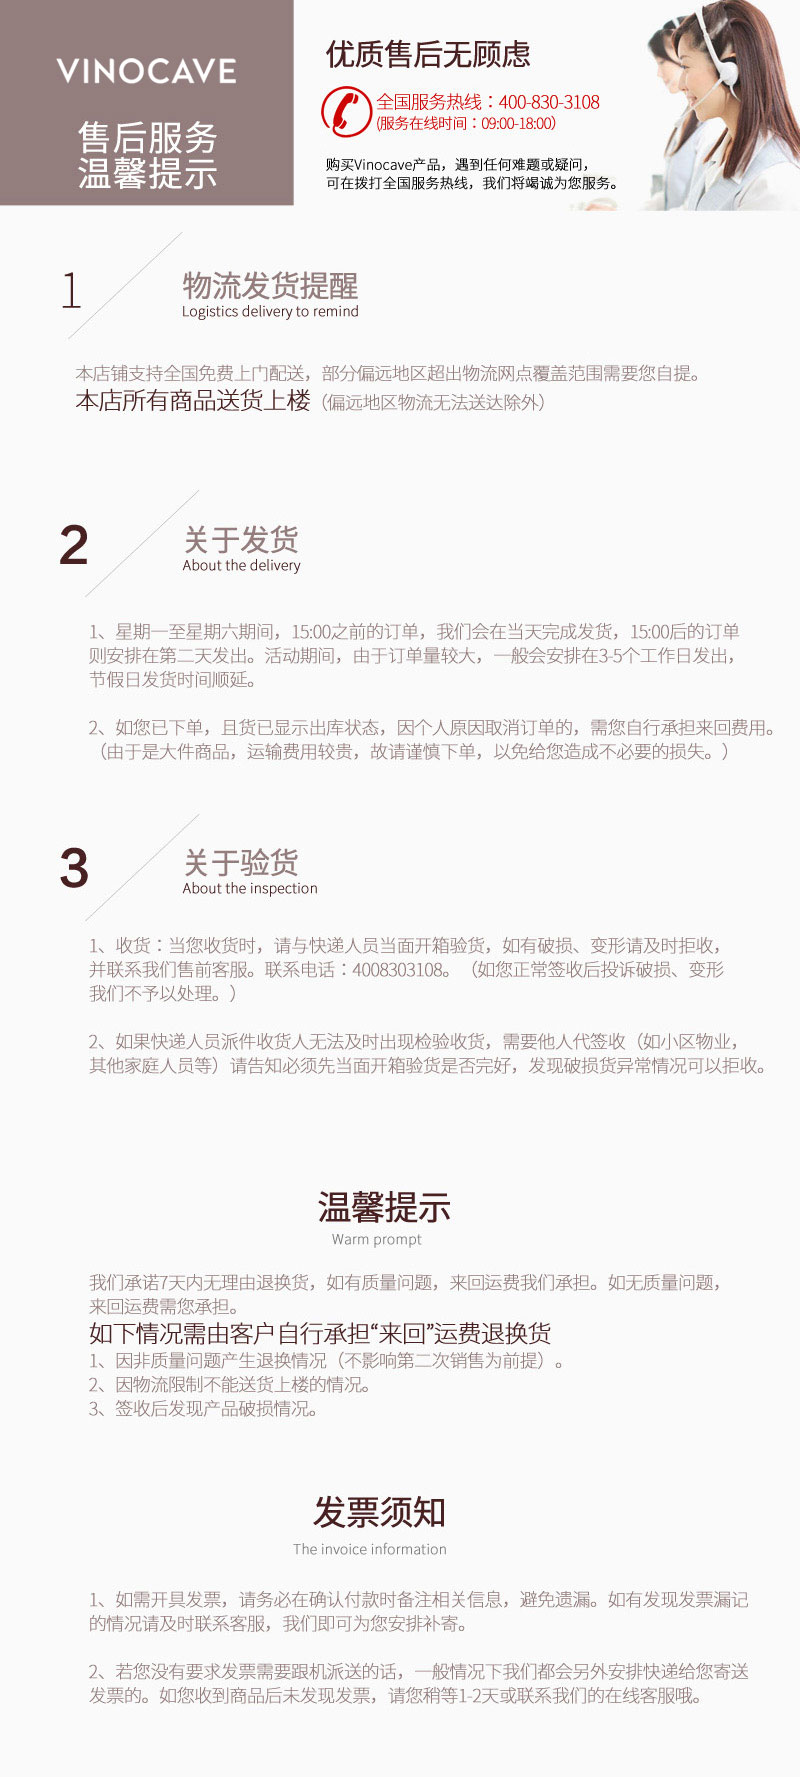 VINOCAVE
售后服务
温馨提示
优质售后无顾虑
全国服务热线：400-830-3108
(服务在线时间：09:00-18:00)
购买Vinocave产品，遇到任何难题或疑问，
可在拨打全国服务热线，我们将竭诚为您服务。
1
物流发货提醒
Logistics delivery to remind
本店铺支持全国免费上门配送，部分偏远地区超出物流网点覆盖范围需要您自提。
本店所有商品送货上楼（偏远地区物流无法送达除外）
2
关于发货
About the delivery
1、星期一至星期六期间，15:00之前的订单，我们会在当天完成发货，15:00后的订单
则安排在第二天发出。活动期间，由于订单量较大，一般会安排在3-5个工作日发出，
节假日发货时间顺延。
2、如您已下单，且货已显示出库状态，因个人原因取消订单的，需您自行承担来回费用。
（由于是大件商品，运输费用较贵，故请谨慎下单，以免给您造成不必要的损失。）
3
关于验货
About the inspection
1、收货：当您收货时，请与快递人员当面开箱验货，如有破损、变形请及时拒收，
并联系我们售前客服。联系电话：4008303108。（如您正常签收后投诉破损、变形
我们不予以处理。）
2、如果快递人员派件收货人无法及时出现检验收货，需要他人代签收（如小区物业，
其他家庭人员等）请告知必须先当面开箱验货是否完好，发现破损货异常情况可以拒收。
温馨提示
Warm prompt
我们承诺7天内无理由退换货，如有质量问题，来回运费我们承担。如无质量问题，
来回运费需您承担。
如下情况需由客户自行承担“来回”运费退换货
1、因非质量问题产生退换情况（不影响第二次销售为前提）。
2、因物流限制不能送货上楼的情况。
3、签收后发现产品破损情况。
发票须知
The invoice information
1、如需开具发票，请务必在确认付款时备注相关信息，避免遗漏。如有发现发票漏记
的情况请及时联系客服，我们即可为您安排补寄。
2、若您没有要求发票需要跟机派送的话，一般情况下我们都会另外安排快递给您寄送
发票的。如您收到商品后未发现发票，请您稍等1-2天或联系我们的在线客服哦。